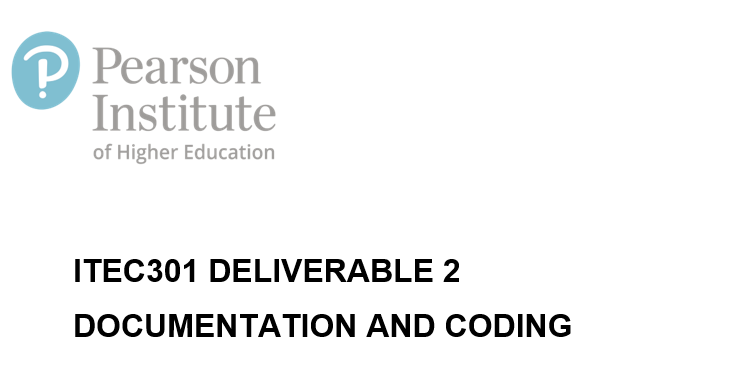 Pearson
Institute
of Higher Education
ITEC301 DELIVERABLE 2
DOCUMENTATION AND CODING